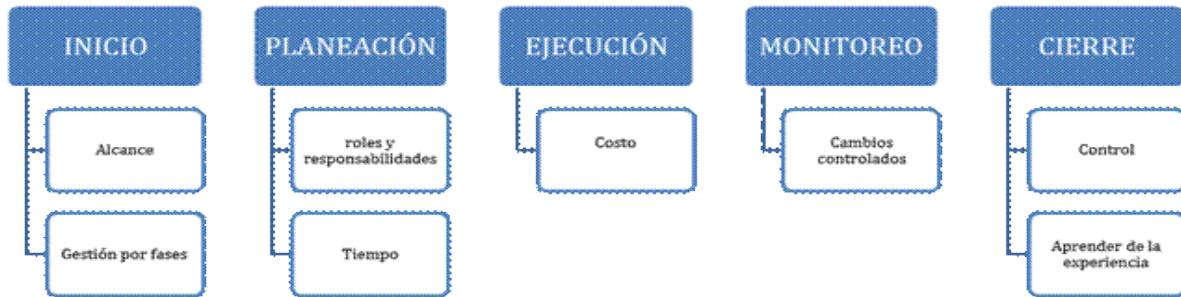 INICIO
PLANEACIÓN
EJECUCIÓN
MONITOREO
CIERRE
Alcance
roles y
responsabilidades
Costo
Cambios
controlados
Control
Gestión por fases
Tiempo
Aprender de la
experiencia